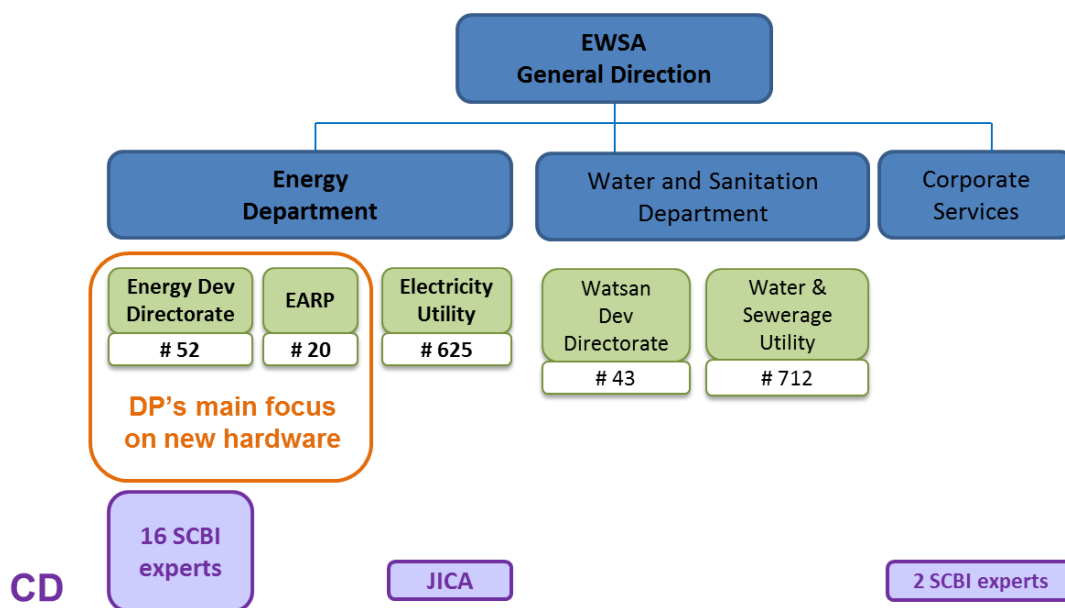 EWSA
General Direction
Energy
Department
Water and Sanitation
Department
Corporate
Services
Energy Dev
Directorate
# 52
EARP
# 20
Electricity
Utility
# 625
Watsan
Dev
Directorate
# 43
Water &
Sewerage
Utility
# 712
DP's main focus
on new hardware
16 SCBI
experts
CD
JICA
2 SCBI experts